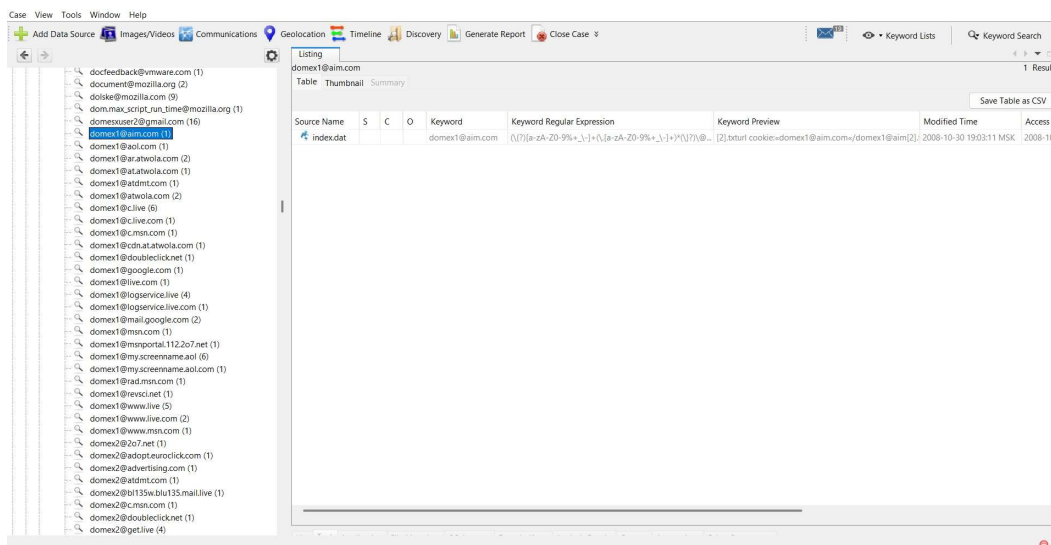 Case View Tools Window Help
Add Data Source Images/Videos Communications Geolocation Timeline Discovery Generate Report Close Case Keyword Lists Keyword Search
Listing
domex1@aim.com 1 Resul
Table Thumbnail Summary
Save Table as CSV
Source Name S C O Keyword Keyword Regular Expression Keyword Preview Modified Time Access
index.dat domex1@aim.com (\{?)[a-zA-Z0-9%+_\-]+(\.[a-zA-Z0-9%+_\-]+)*(\}?)\@... [2].txturl cookie:domex1@aim.com=/domex1@aim[2]. 2008-10-30 19:03:11 MSK 2008-10
docfeedback@vmware.com (1)
document@mozilla.org (2)
dolske@mozilla.com (9)
dom.max_script_run_time@mozilla.org (1)
domesxuser2@gmail.com (16)
domex1@aim.com (1)
domex1@aol.com (1)
domex1@ar.atwola.com (2)
domex1@at.atwola.com (1)
domex1@atdmt.com (1)
domex1@atwola.com (2)
domex1@c.live (6)
domex1@c.live.com (1)
domex1@c.msn.com (1)
domex1@cdn.at.atwola.com (1)
domex1@doubleclick.net (1)
domex1@google.com (1)
domex1@live.com (1)
domex1@logservice.live (4)
domex1@logservice.live.com (1)
domex1@mail.google.com (2)
domex1@msn.com (1)
domex1@msnportal.112.2o7.net (1)
domex1@my.screenname.aol (6)
domex1@my.screenname.aol.com (1)
domex1@rad.msn.com (1)
domex1@revsci.net (1)
domex1@www.live (5)
domex1@www.live.com (2)
domex1@www.msn.com (1)
domex2@2o7.net (1)
domex2@adopt.euroclick.com (1)
domex2@advertising.com (1)
domex2@atdmt.com (1)
domex2@bl135w.blu135.mail.live (1)
domex2@c.msn.com (1)
domex2@doubleclick.net (1)
domex2@get.live (4)